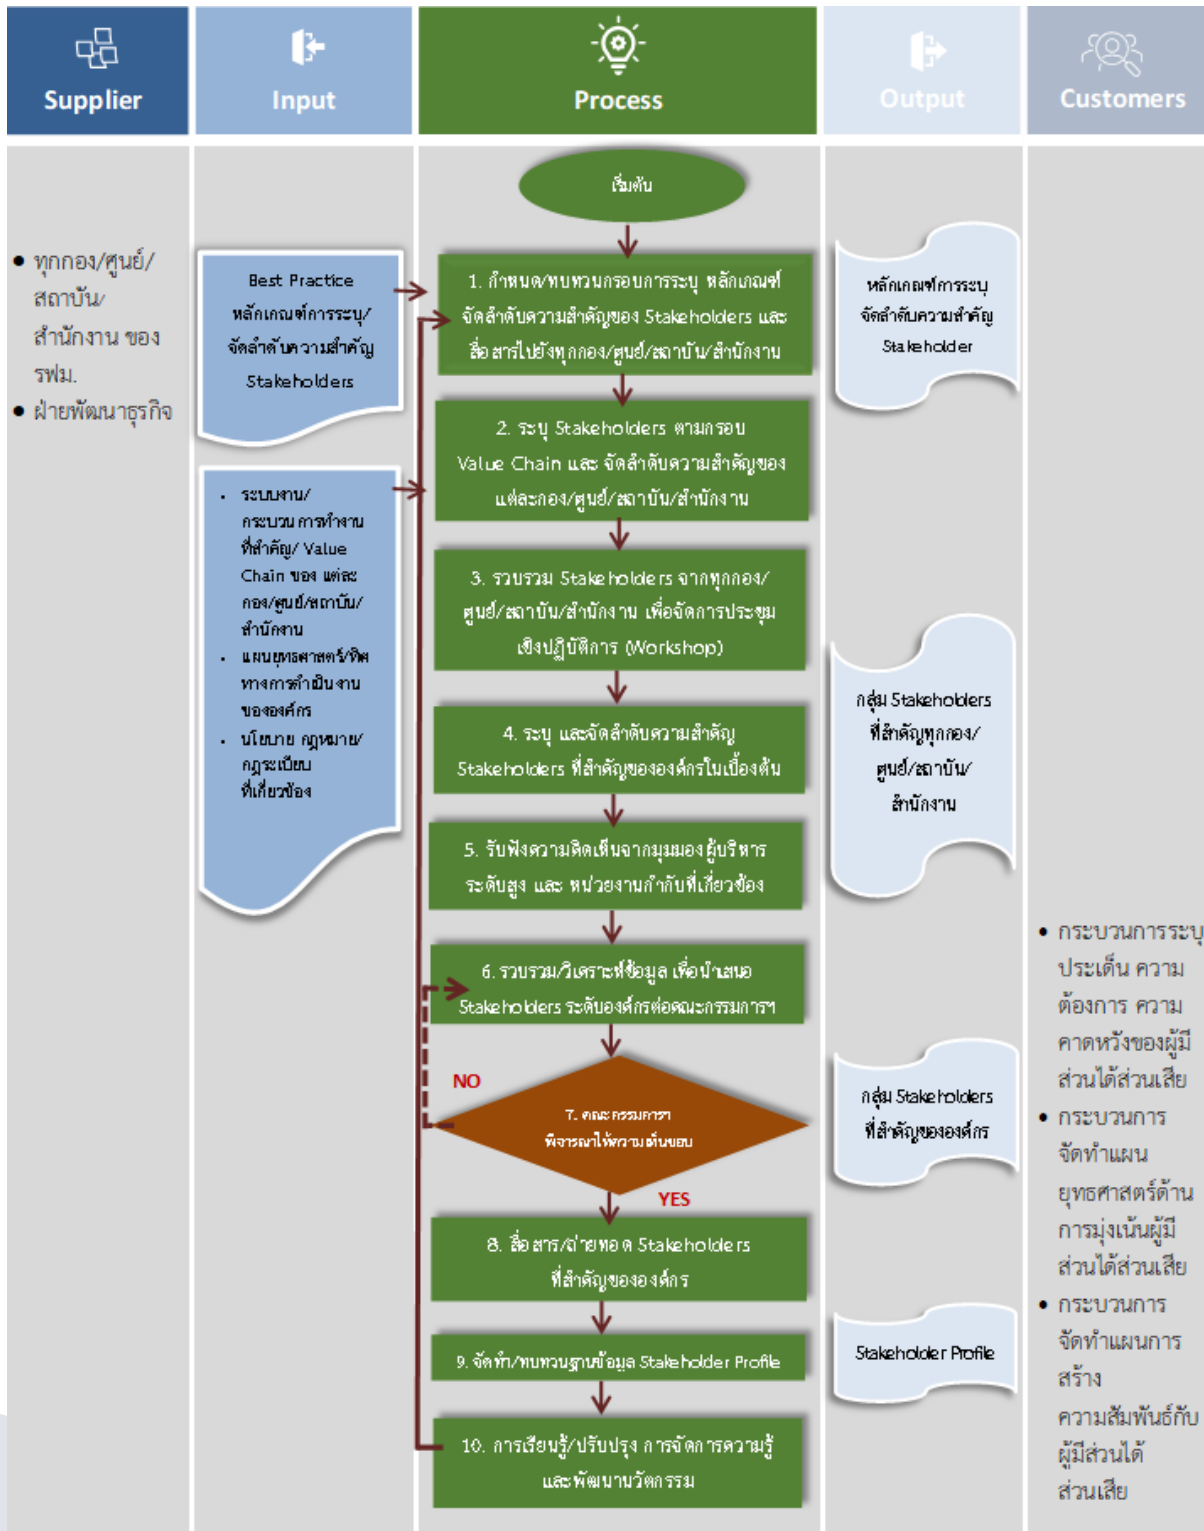 Supplier
Input
Process
Output
Customers
• ทุกกอง/ศูนย์/
สถาบัน/
สำนักงาน ของ
รฟม.
• ฝ่ายพัฒนาธุรกิจ
Best Practice
หลักเกณฑ์การระบุ/
จัดลำดับความสำคัญ
Stakeholders
• ระบบงาน/
กระบวนการทำงาน
ที่สำคัญ/ Value
Chain ของ แต่ละ
กอง/ศูนย์/สถาบัน/
สำนักงาน
• แผนยุทธศาสตร์/ทิศ
ทางการดำเนินงาน
ขององค์กร
• นโยบาย กฎหมาย/
กฎระเบียบ
ที่เกี่ยวข้อง
เริ่มต้น
1. กำหนด/ทบทวนกรอบการระบุ หลักเกณฑ์
จัดลำดับความสำคัญของ Stakeholders และ
สื่อสารไปยังทุกกอง/ศูนย์/สถาบัน/สำนักงาน
2. ระบุ Stakeholders ตามกรอบ
Value Chain และ จัดลำดับความสำคัญของ
แต่ละกอง/ศูนย์/สถาบัน/สำนักงาน
3. รวบรวม Stakeholders จากทุกกอง/
ศูนย์/สถาบัน/สำนักงาน เพื่อจัดการประชุม
เชิงปฏิบัติการ (Workshop)
4. ระบุ และจัดลำดับความสำคัญ
Stakeholders ที่สำคัญขององค์กรในเบื้องต้น
5. รับฟังความคิดเห็นจากมุมมองผู้บริหาร
ระดับสูง และ หน่วยงานกำกับที่เกี่ยวข้อง
6. รวบรวม/วิเคราะห์ข้อมูล เพื่อนำเสนอ
Stakeholders ระดับองค์กรต่อคณะกรรมการฯ
NO
7. คณะกรรมการฯ
พิจารณาให้ความเห็นชอบ
YES
8. สื่อสาร/ถ่ายทอด Stakeholders
ที่สำคัญขององค์กร
9. จัดทำ/ทบทวนฐานข้อมูล Stakeholder Profile
10. การเรียนรู้/ปรับปรุง การจัดการความรู้
และพัฒนานวัตกรรม
หลักเกณฑ์การระบุ
จัดลำดับความสำคัญ
Stakeholder
กลุ่ม Stakeholders
ที่สำคัญทุกกอง/
ศูนย์/สถาบัน/
สำนักงาน
กลุ่ม Stakeholders
ที่สำคัญขององค์กร
Stakeholder Profile
• กระบวนการระบุ
ประเด็น ความ
ต้องการ ความ
คาดหวังของผู้มี
ส่วนได้ส่วนเสีย
• กระบวนการ
จัดทำแผน
ยุทธศาสตร์ด้าน
การมุ่งเน้นผู้มี
ส่วนได้ส่วนเสีย
• กระบวนการ
จัดทำแผนการ
สร้าง
ความสัมพันธ์กับ
ผู้มีส่วนได้
ส่วนเสีย